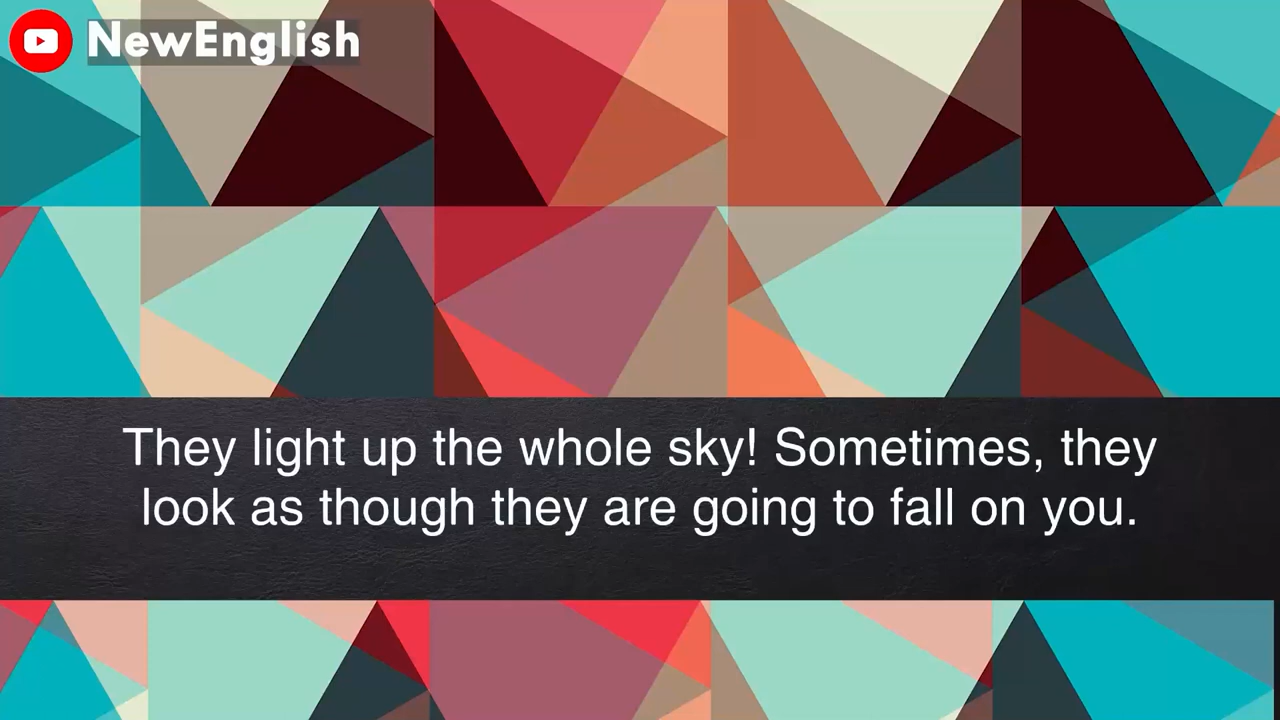 NewEnglish
They light up the whole sky! Sometimes, they
look as though they are going to fall on you.